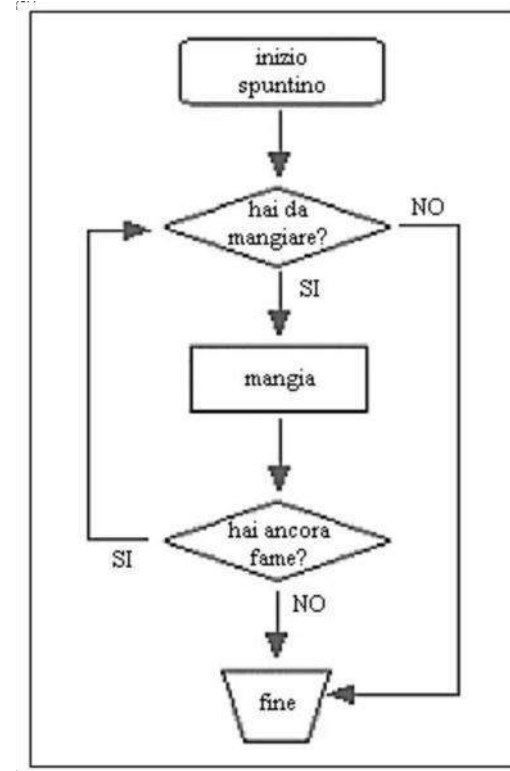 inizio
spuntino
hai da
mangiare?
NO
SI
mangia
hai ancora
fame?
SI
NO
fine